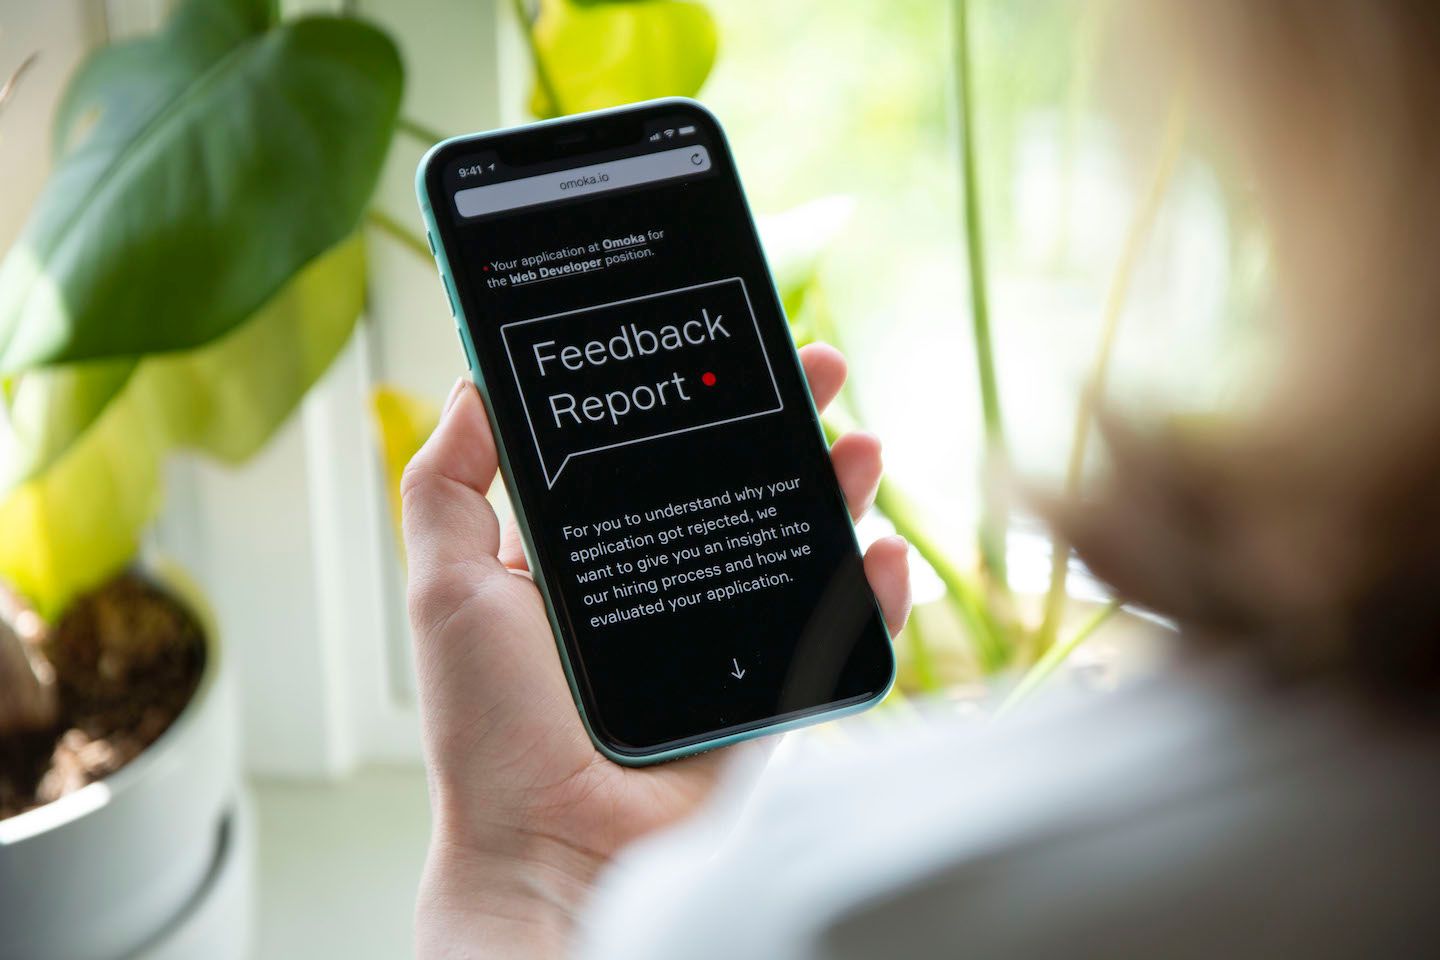 9:41
omoka.io
Your application at Omoka for
the Web Developer position.
Feedback
Report
For you to understand why your
application got rejected, we
want to give you an insight into
our hiring process and how we
evaluated your application.